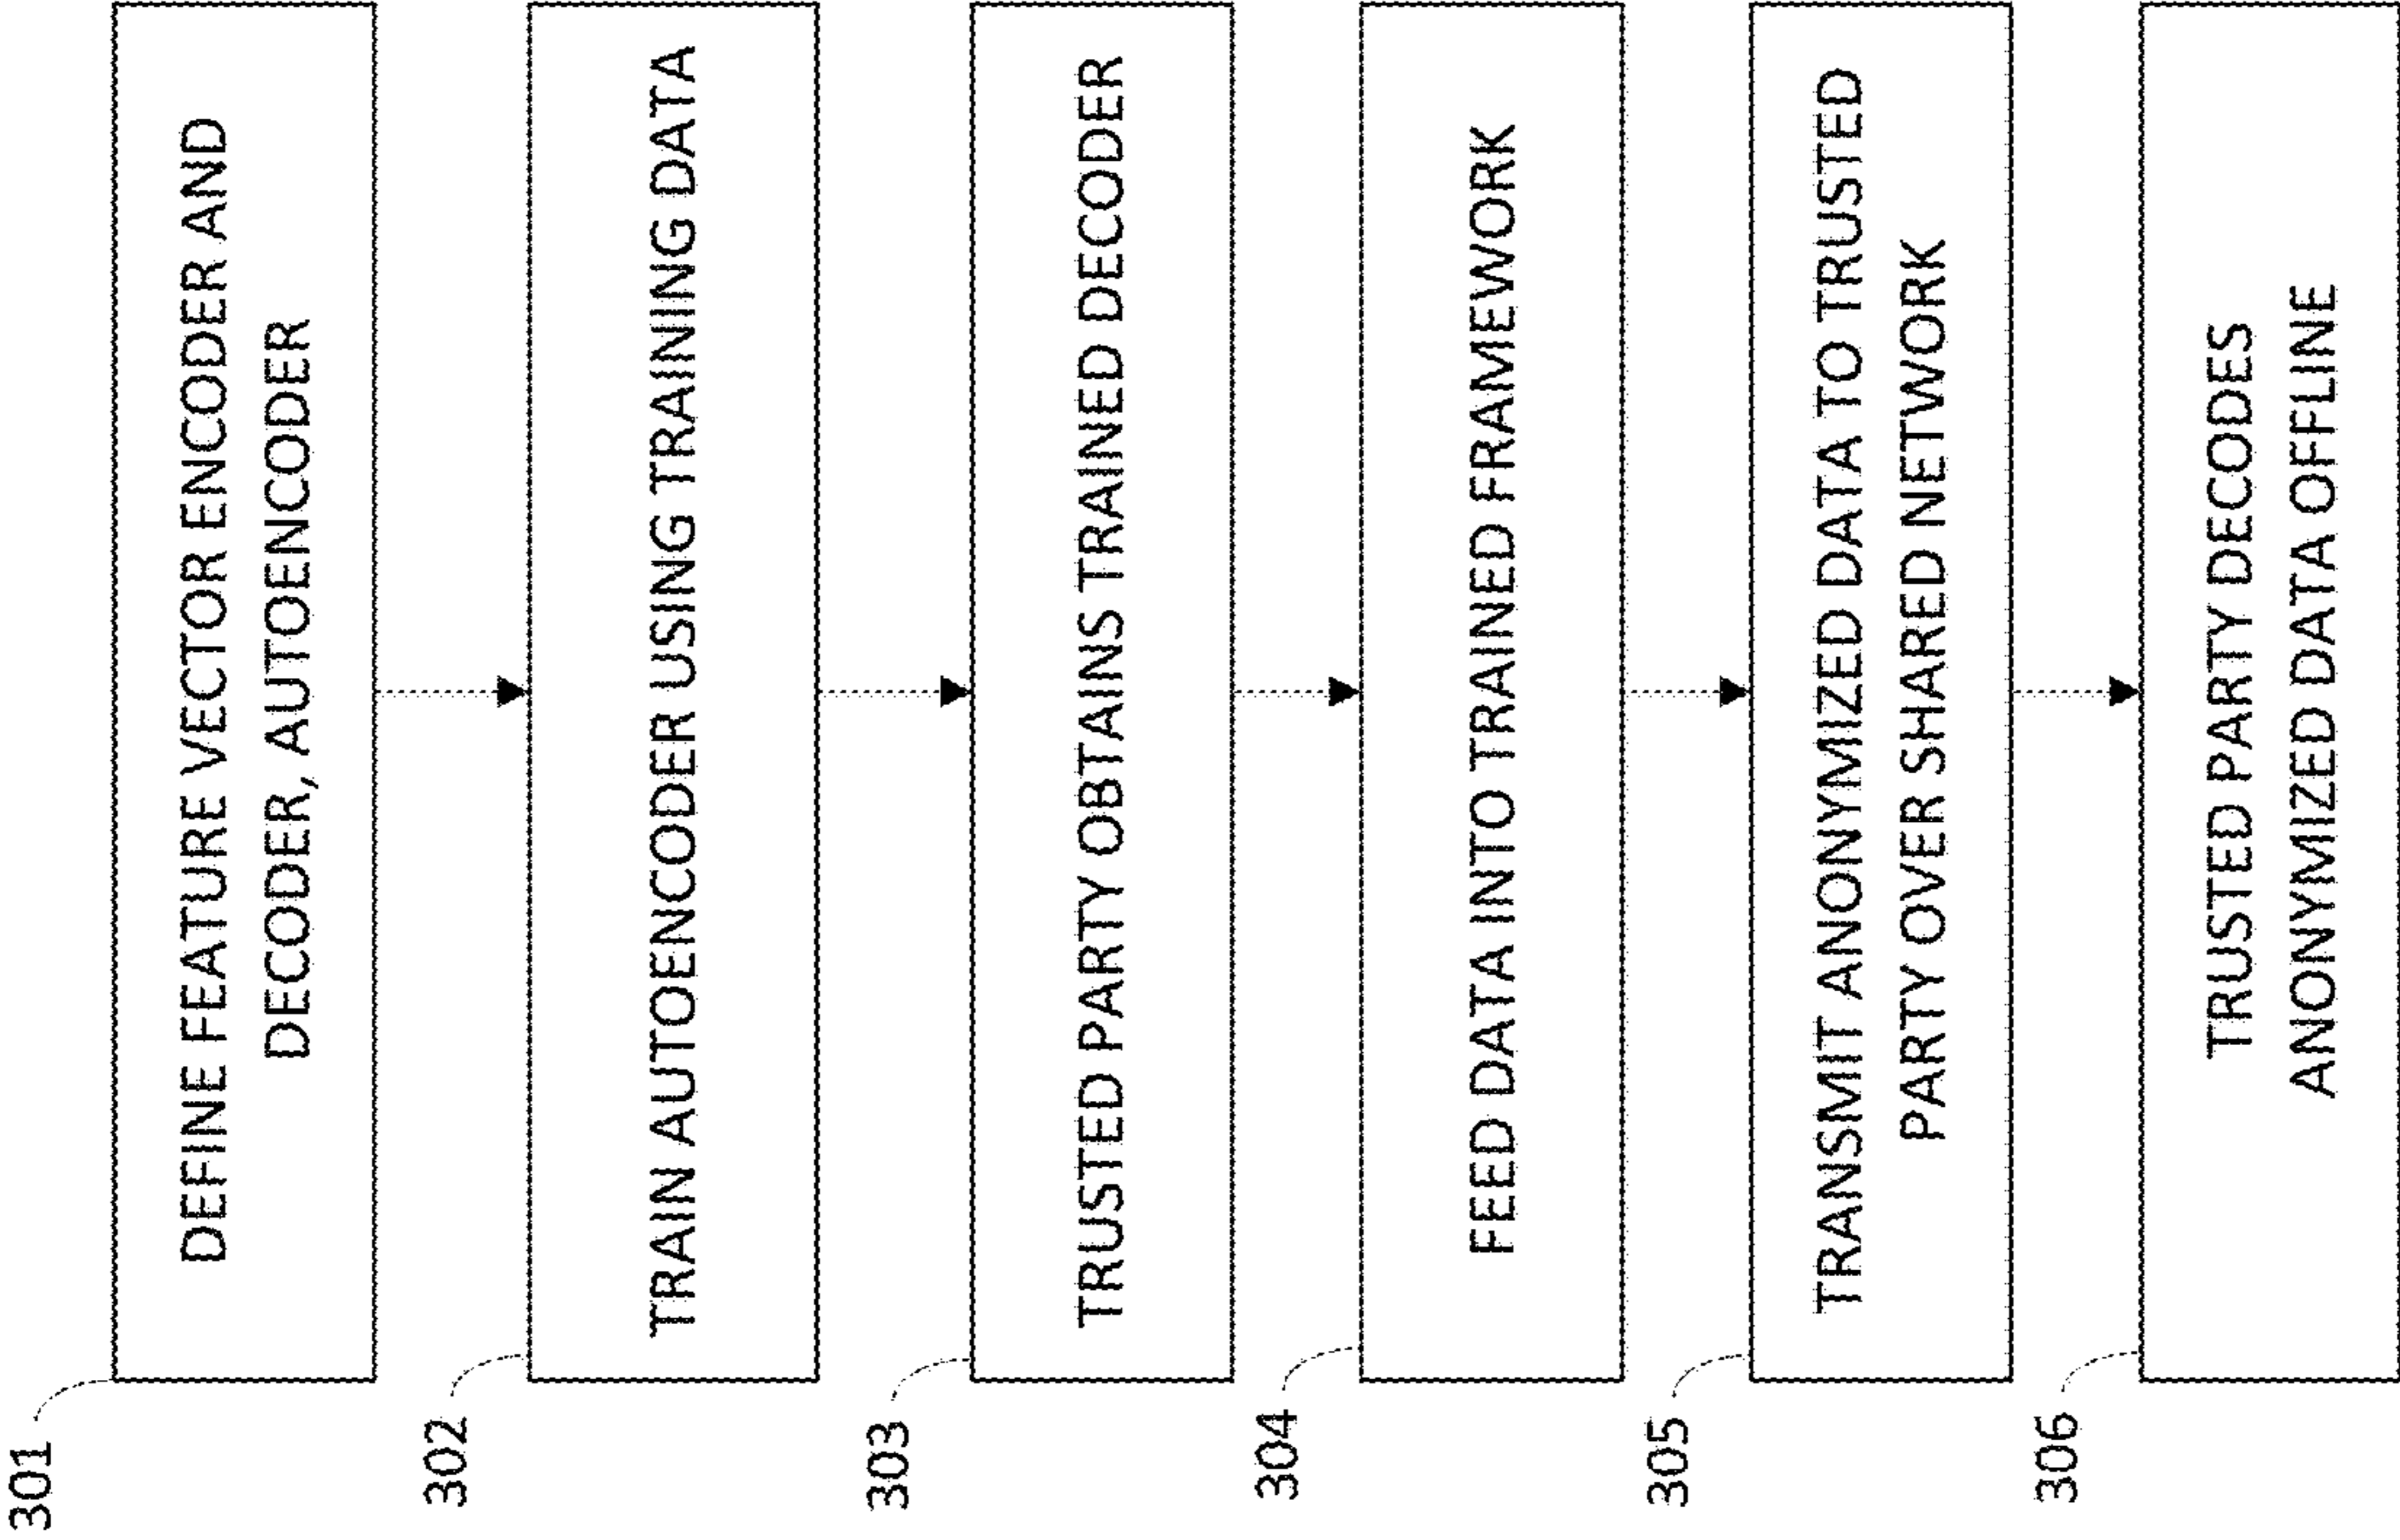 301
DEFINE FEATURE VECTOR ENCODER AND
DECODER, AUTOENCODER
302
TRAIN AUTOENCODER USING TRAINING DATA
303
TRUSTED PARTY OBTAINS TRAINED DECODER
304
FEED DATA INTO TRAINED FRAMEWORK
305
TRANSMIT ANONYMIZED DATA TO TRUSTED
PARTY OVER SHARED NETWORK
306
TRUSTED PARTY DECODES
ANONYMIZED DATA OFFLINE